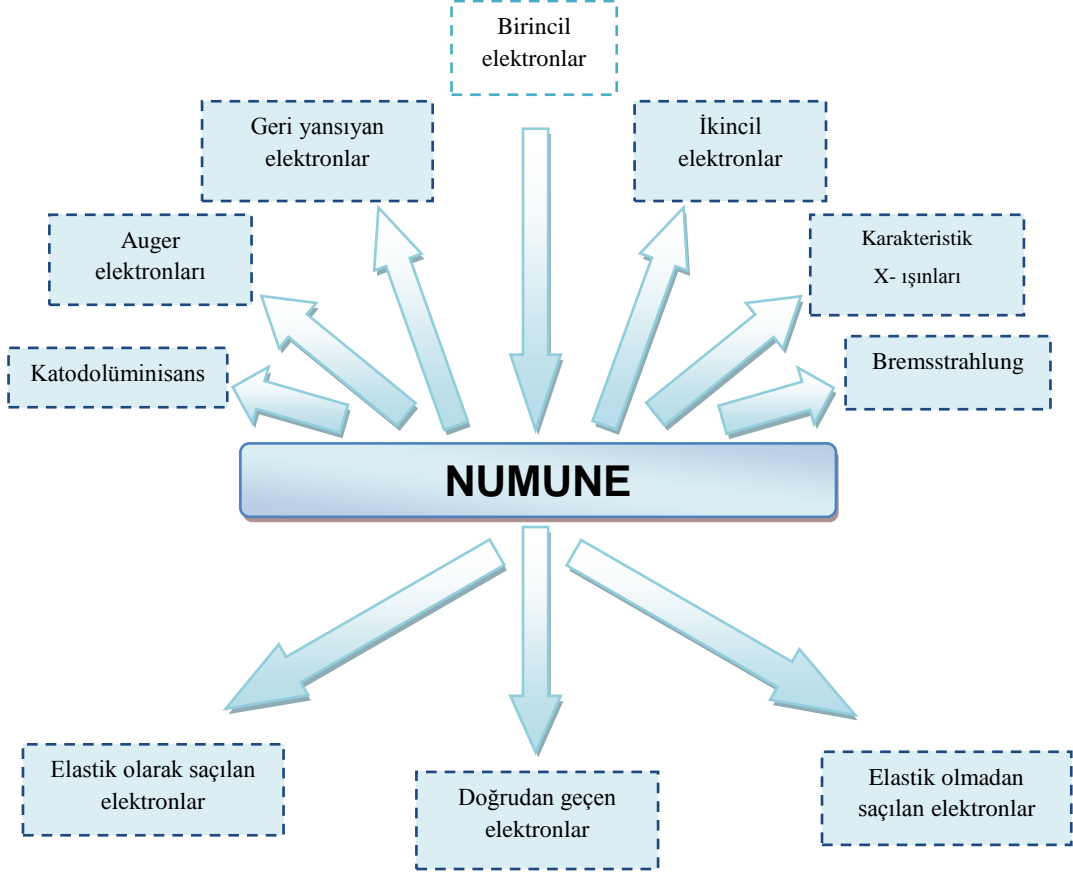 Birincil
elektronlar
Geri yansıyan
elektronlar
İkincil
elektronlar
Auger
elektronları
Karakteristik
X- ışınları
Katodolüminisans
Bremsstrahlung
NUMUNE
Elastik olarak saçılan
elektronlar
Doğrudan geçen
elektronlar
Elastik olmadan
saçılan elektronlar